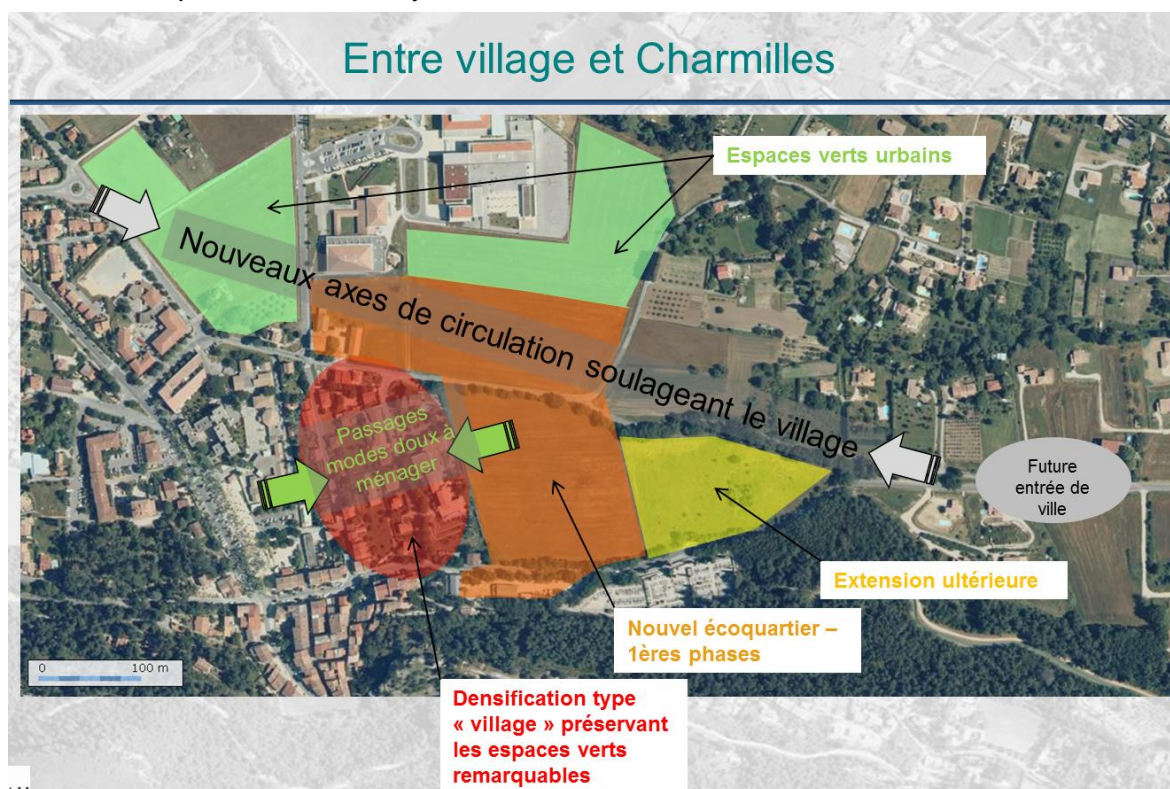 Entre village et Charmilles
Espaces verts urbains
Nouveaux axes de circulation soulageant le village
Passages
modes doux à
ménager
Future
entrée de
ville
Extension ultérieure
Nouvel écoquartier –
1ères phases
0 100 m
Densification type
« village » préservant
les espaces verts
remarquables